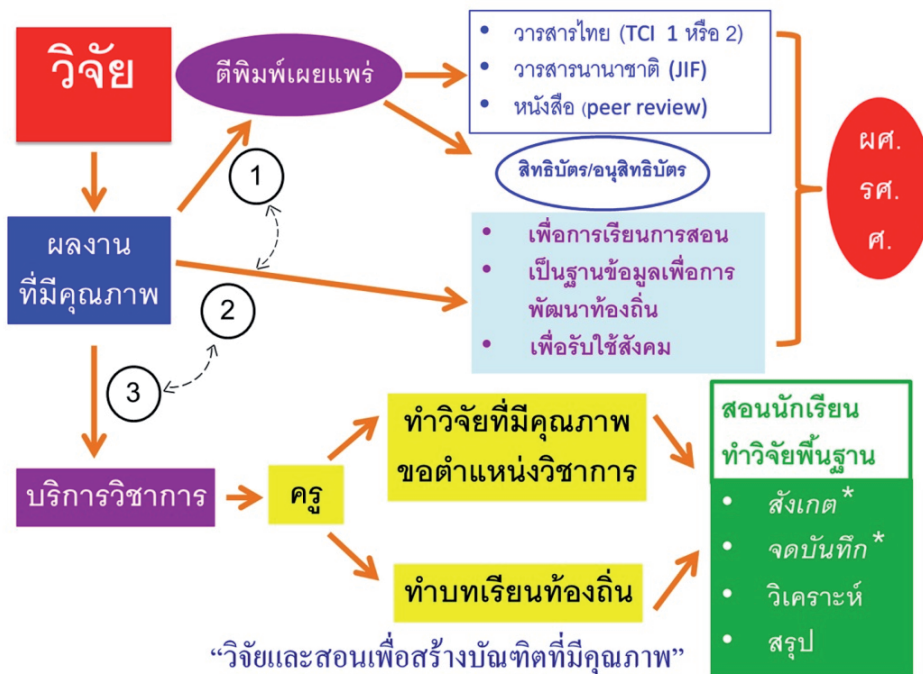 วิจัย
ตีพิมพ์เผยแพร่
• วารสารไทย (TCI 1 หรือ 2)
• วารสารนานาชาติ (JIF)
• หนังสือ (peer review)
สิทธิบัตร/อนุสิทธิบัตร
ผศ.
รศ.
ศ.
1
ผลงาน
ที่มีคุณภาพ
• เพื่อการเรียนการสอน
• เป็นฐานข้อมูลเพื่อการ
พัฒนาท้องถิ่น
• เพื่อรับใช้สังคม
2
3
บริการวิชาการ
ครู
ทำวิจัยที่มีคุณภาพ
ขอตำแหน่งวิชาการ
ทำบทเรียนท้องถิ่น
สอนนักเรียน
ทำวิจัยพื้นฐาน
• สังเกต*
• จดบันทึก*
• วิเคราะห์
• สรุป
“วิจัยและสอนเพื่อสร้างบัณฑิตที่มีคุณภาพ”